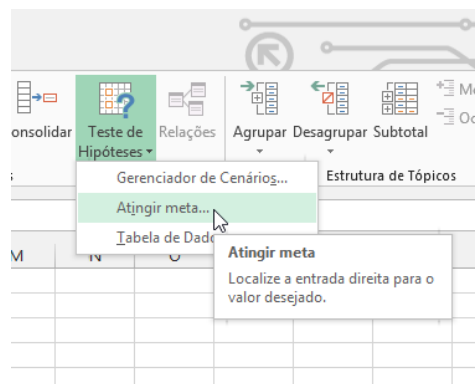 onsolidar
Teste de
Hipóteses
Relações
Agrupar
Desagrupar
Subtotal
Estrutura de Tópicos
Gerenciador de Cenários...
Atingir meta...
Tabela de Dado
Atingir meta
Localize a entrada direita para o
valor desejado.
M
N